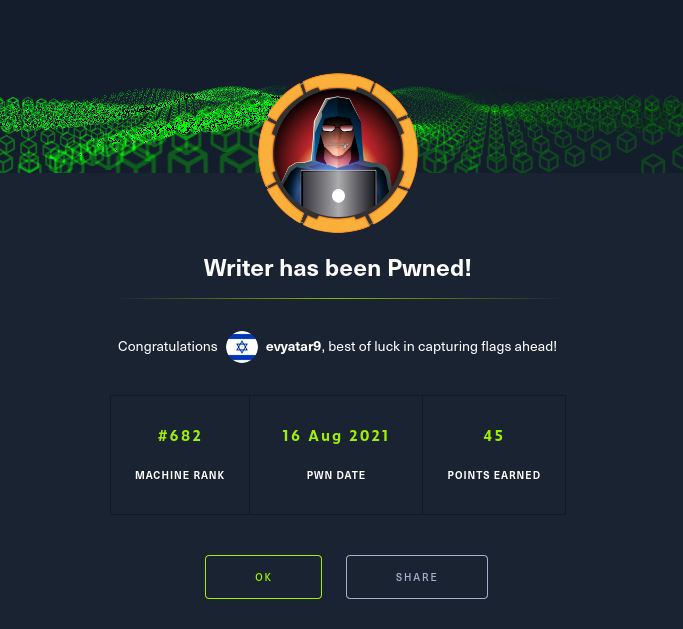 Writer has been Pwned!
Congratulations evyatar9, best of luck in capturing flags ahead!
#682 16 Aug 2021 45
MACHINE RANK PWN DATE POINTS EARNED
OK SHARE